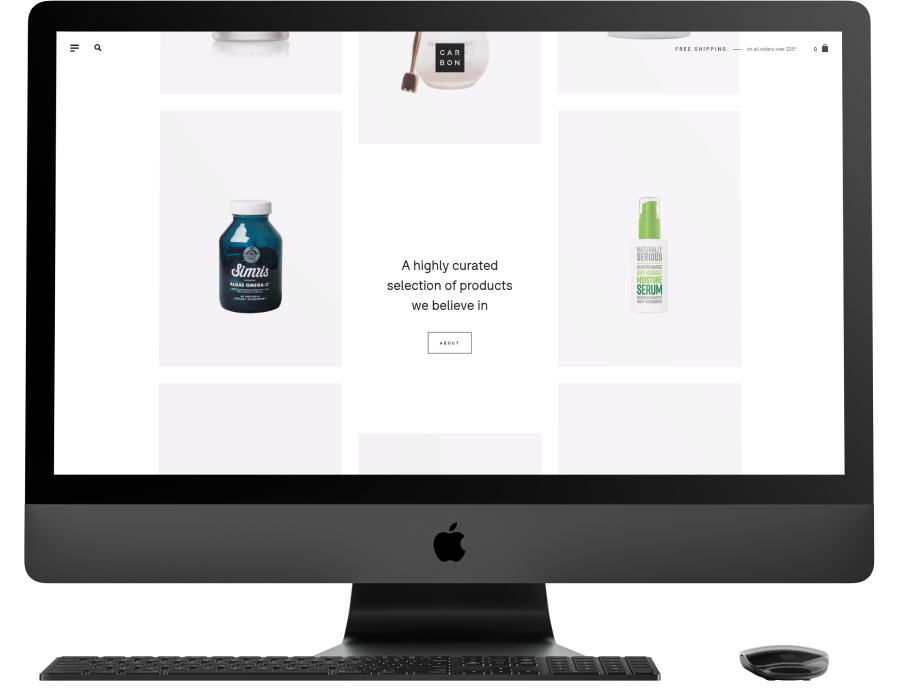 CAR
BON
FREE SHIPPING — on all orders over $35*
0
Simris
ALGAE OMEGA-3
A highly curated
selection of products
we believe in
ABOUT
NATURALLY
SERIOUS
SUPERCHARGE
ANTI-OXIDANT
MOISTURE
SERUM